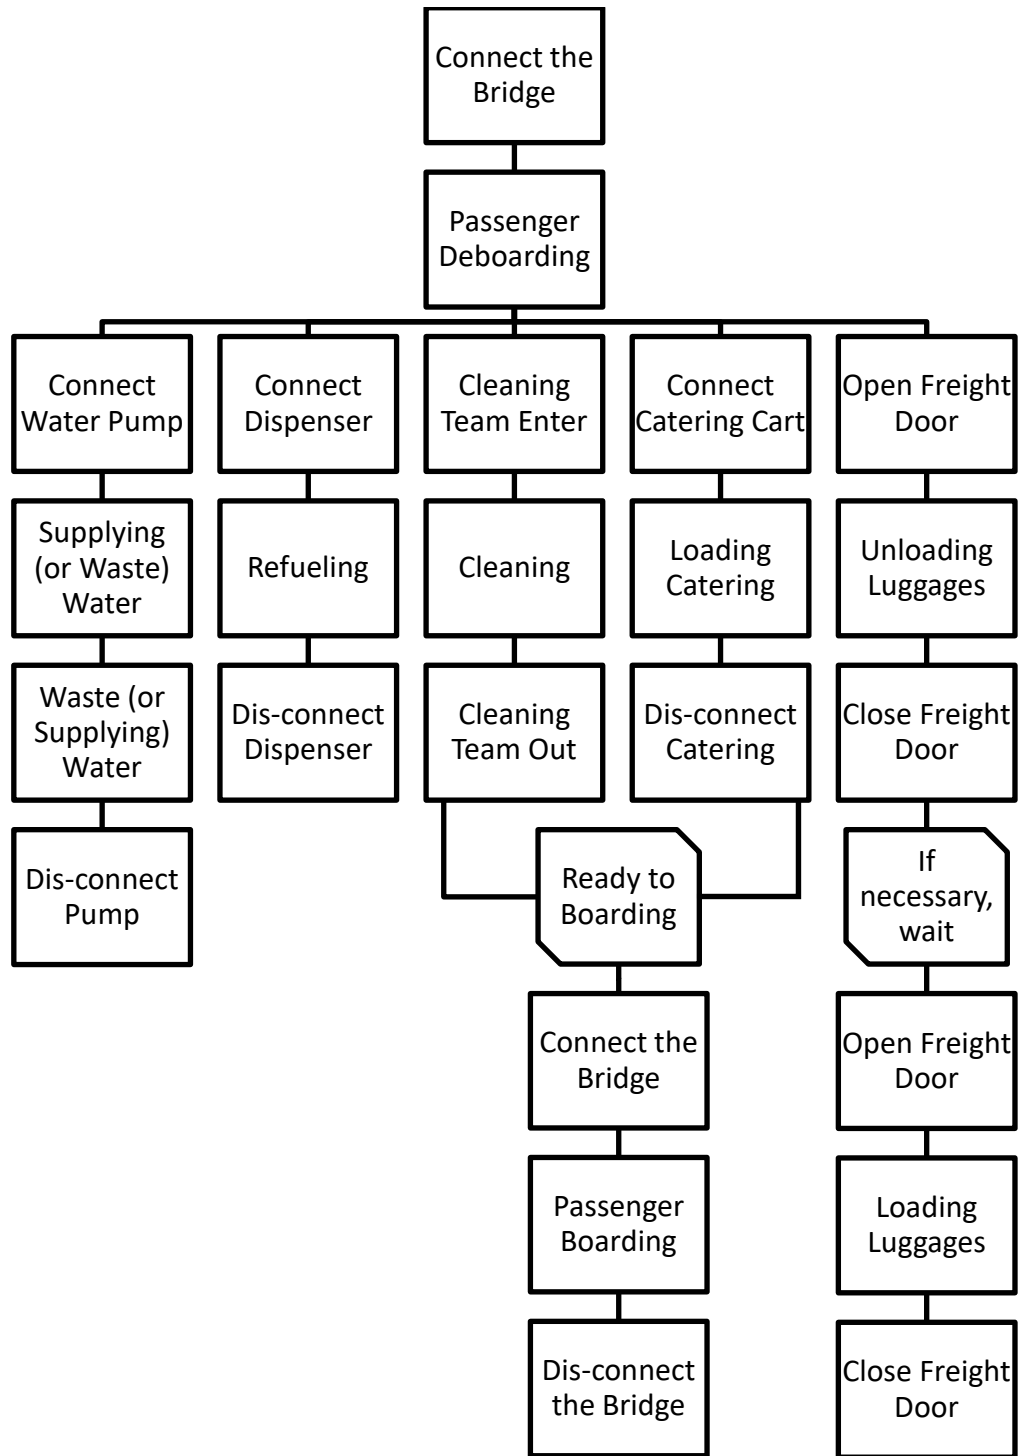 Connect the
Bridge
Passenger
Deboarding
Connect
Water Pump
Connect
Dispenser
Cleaning
Team Enter
Connect
Catering Cart
Open Freight
Door
Supplying
(or Waste)
Water
Refueling
Cleaning
Loading
Catering
Unloading
Luggages
Waste (or
Supplying)
Water
Dis-connect
Dispenser
Cleaning
Team Out
Dis-connect
Catering
Close Freight
Door
Dis-connect
Pump
Ready to
Boarding
If
necessary,
wait
Connect the
Bridge
Open Freight
Door
Passenger
Boarding
Loading
Luggages
Dis-connect
the Bridge
Close Freight
Door